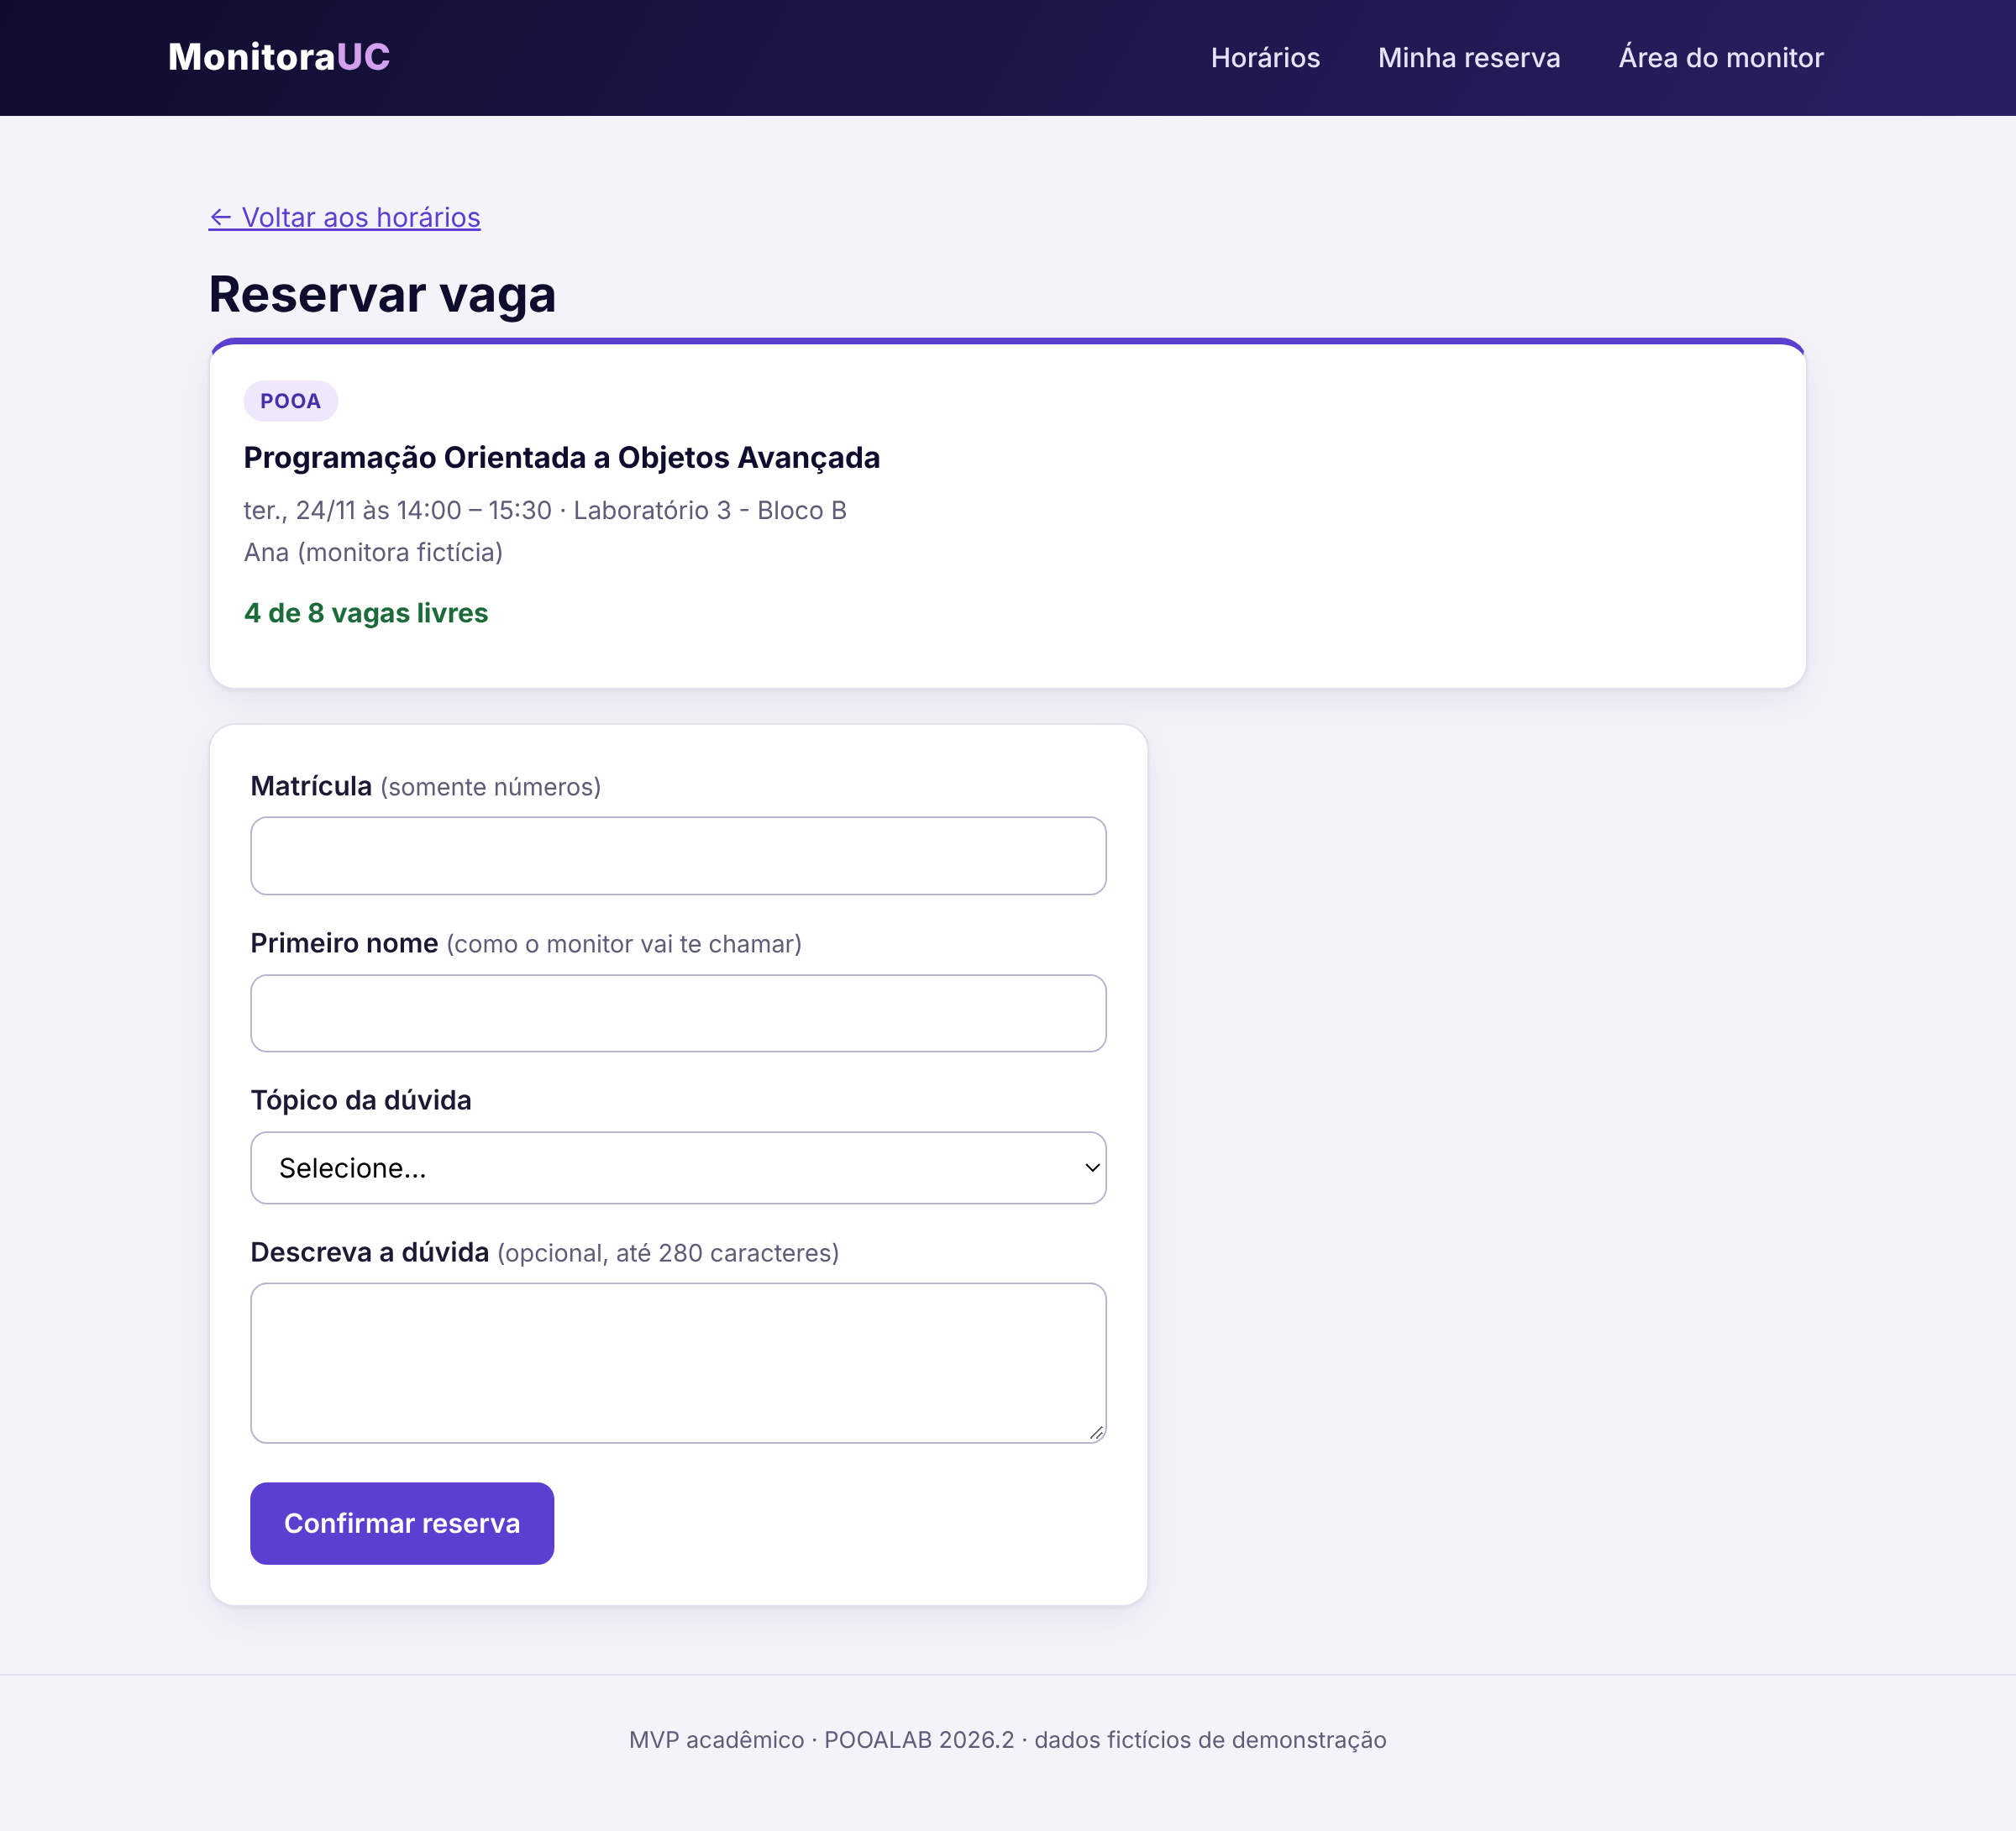 MonitoraUC
Horários Minha reserva Área do monitor
← Voltar aos horários
Reservar vaga
POOA
Programação Orientada a Objetos Avançada
ter., 24/11 às 14:00 – 15:30 · Laboratório 3 - Bloco B
Ana (monitora fictícia)
4 de 8 vagas livres
Matrícula (somente números)
Primeiro nome (como o monitor vai te chamar)
Tópico da dúvida
Selecione...
Descreva a dúvida (opcional, até 280 caracteres)
Confirmar reserva
MVP acadêmico · POOALAB 2026.2 · dados fictícios de demonstração